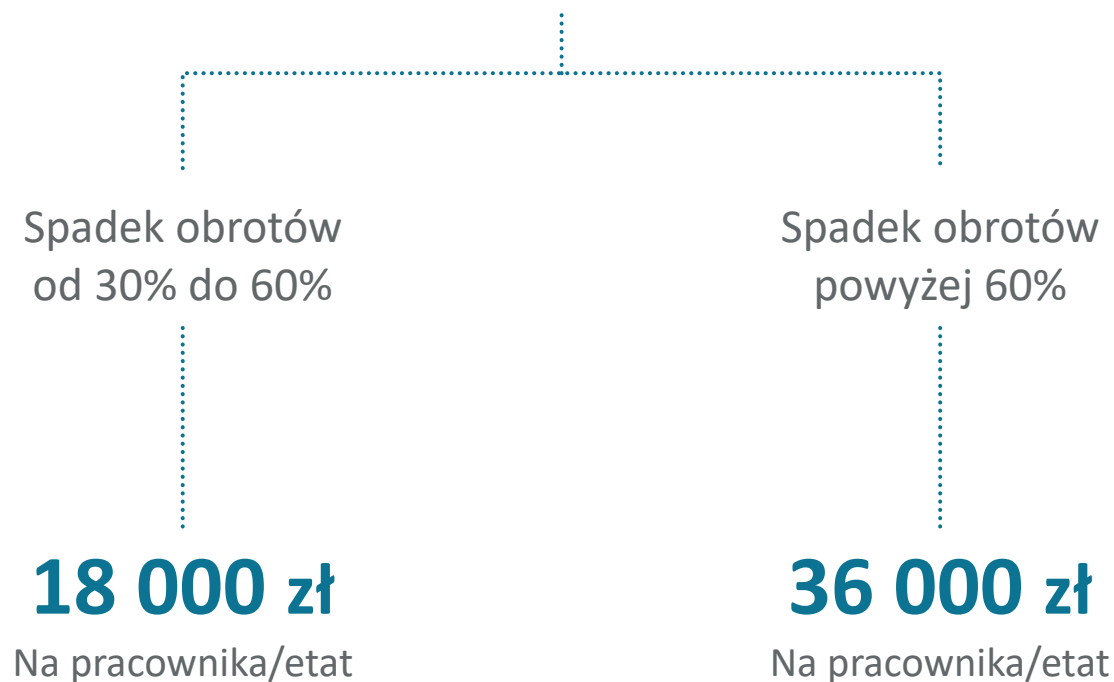 Spadek obrotów
od 30% do 60%
18 000 zł
Na pracownika/etat
Spadek obrotów
powyżej 60%
36 000 zł
Na pracownika/etat